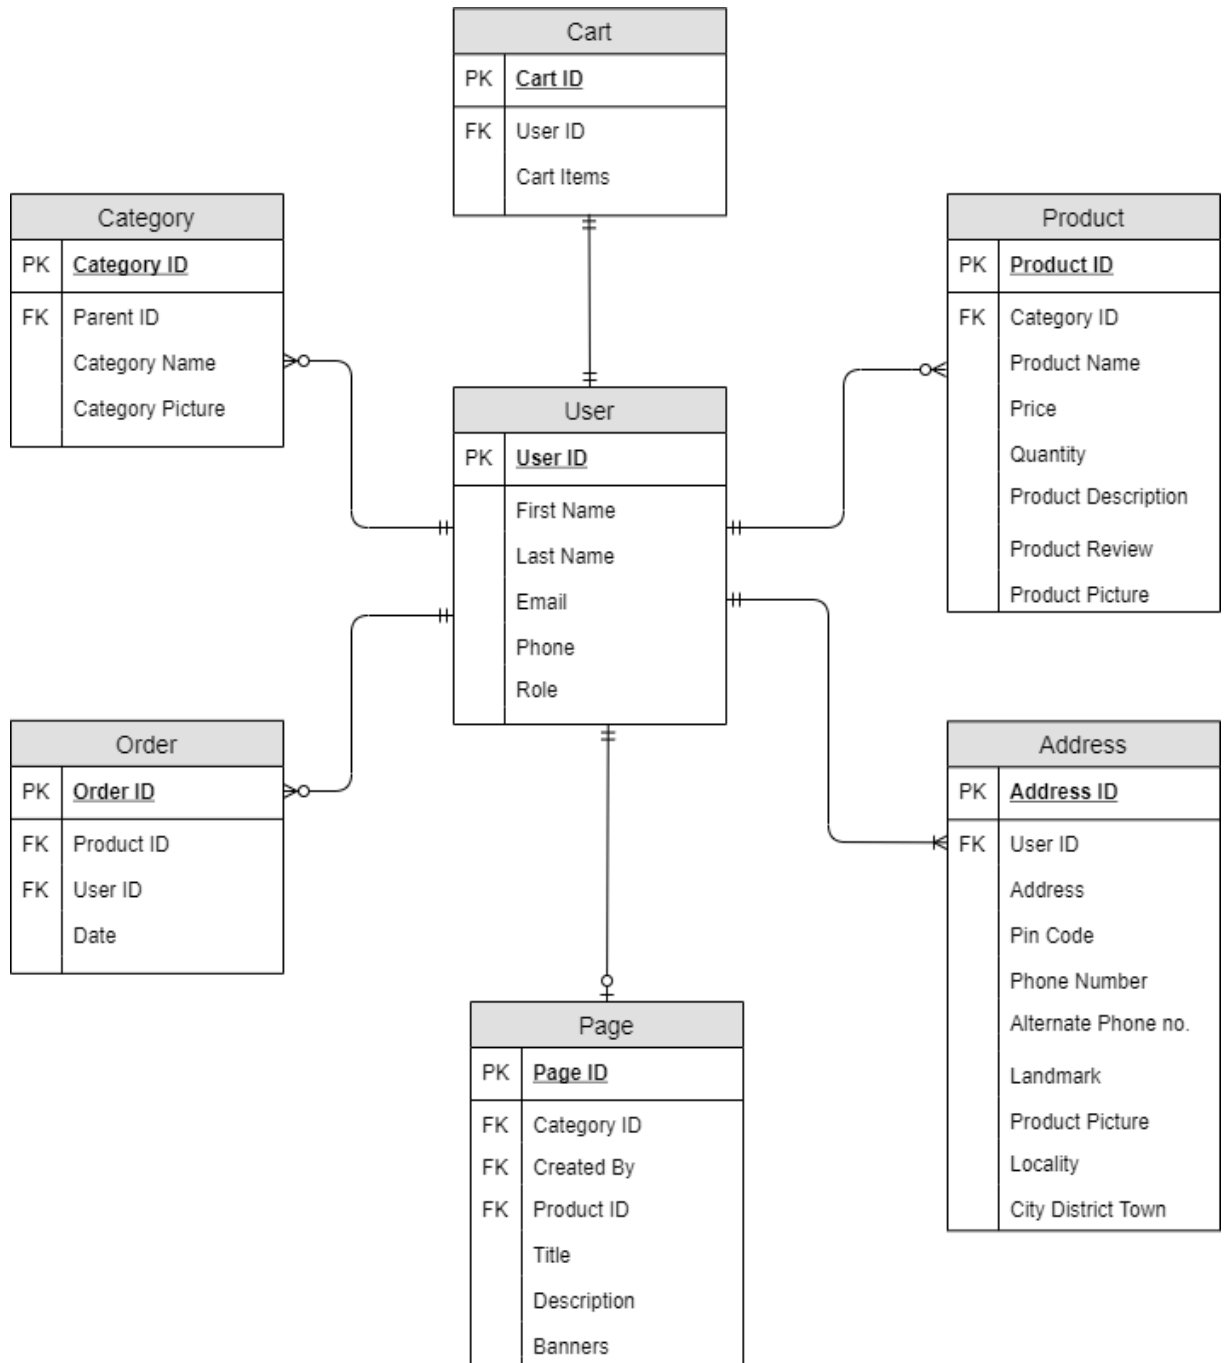 Cart
PK Cart ID
FK User ID
Cart Items
Category
PK Category ID
FK Parent ID
Category Name
Category Picture
Product
PK Product ID
FK Category ID
Product Name
Price
Quantity
Product Description
Product Review
Product Picture
User
PK User ID
First Name
Last Name
Email
Phone
Role
Order
PK Order ID
FK Product ID
FK User ID
Date
Address
PK Address ID
FK User ID
Address
Pin Code
Phone Number
Alternate Phone no.
Landmark
Product Picture
Locality
City District Town
Page
PK Page ID
FK Category ID
FK Created By
FK Product ID
Title
Description
Banners